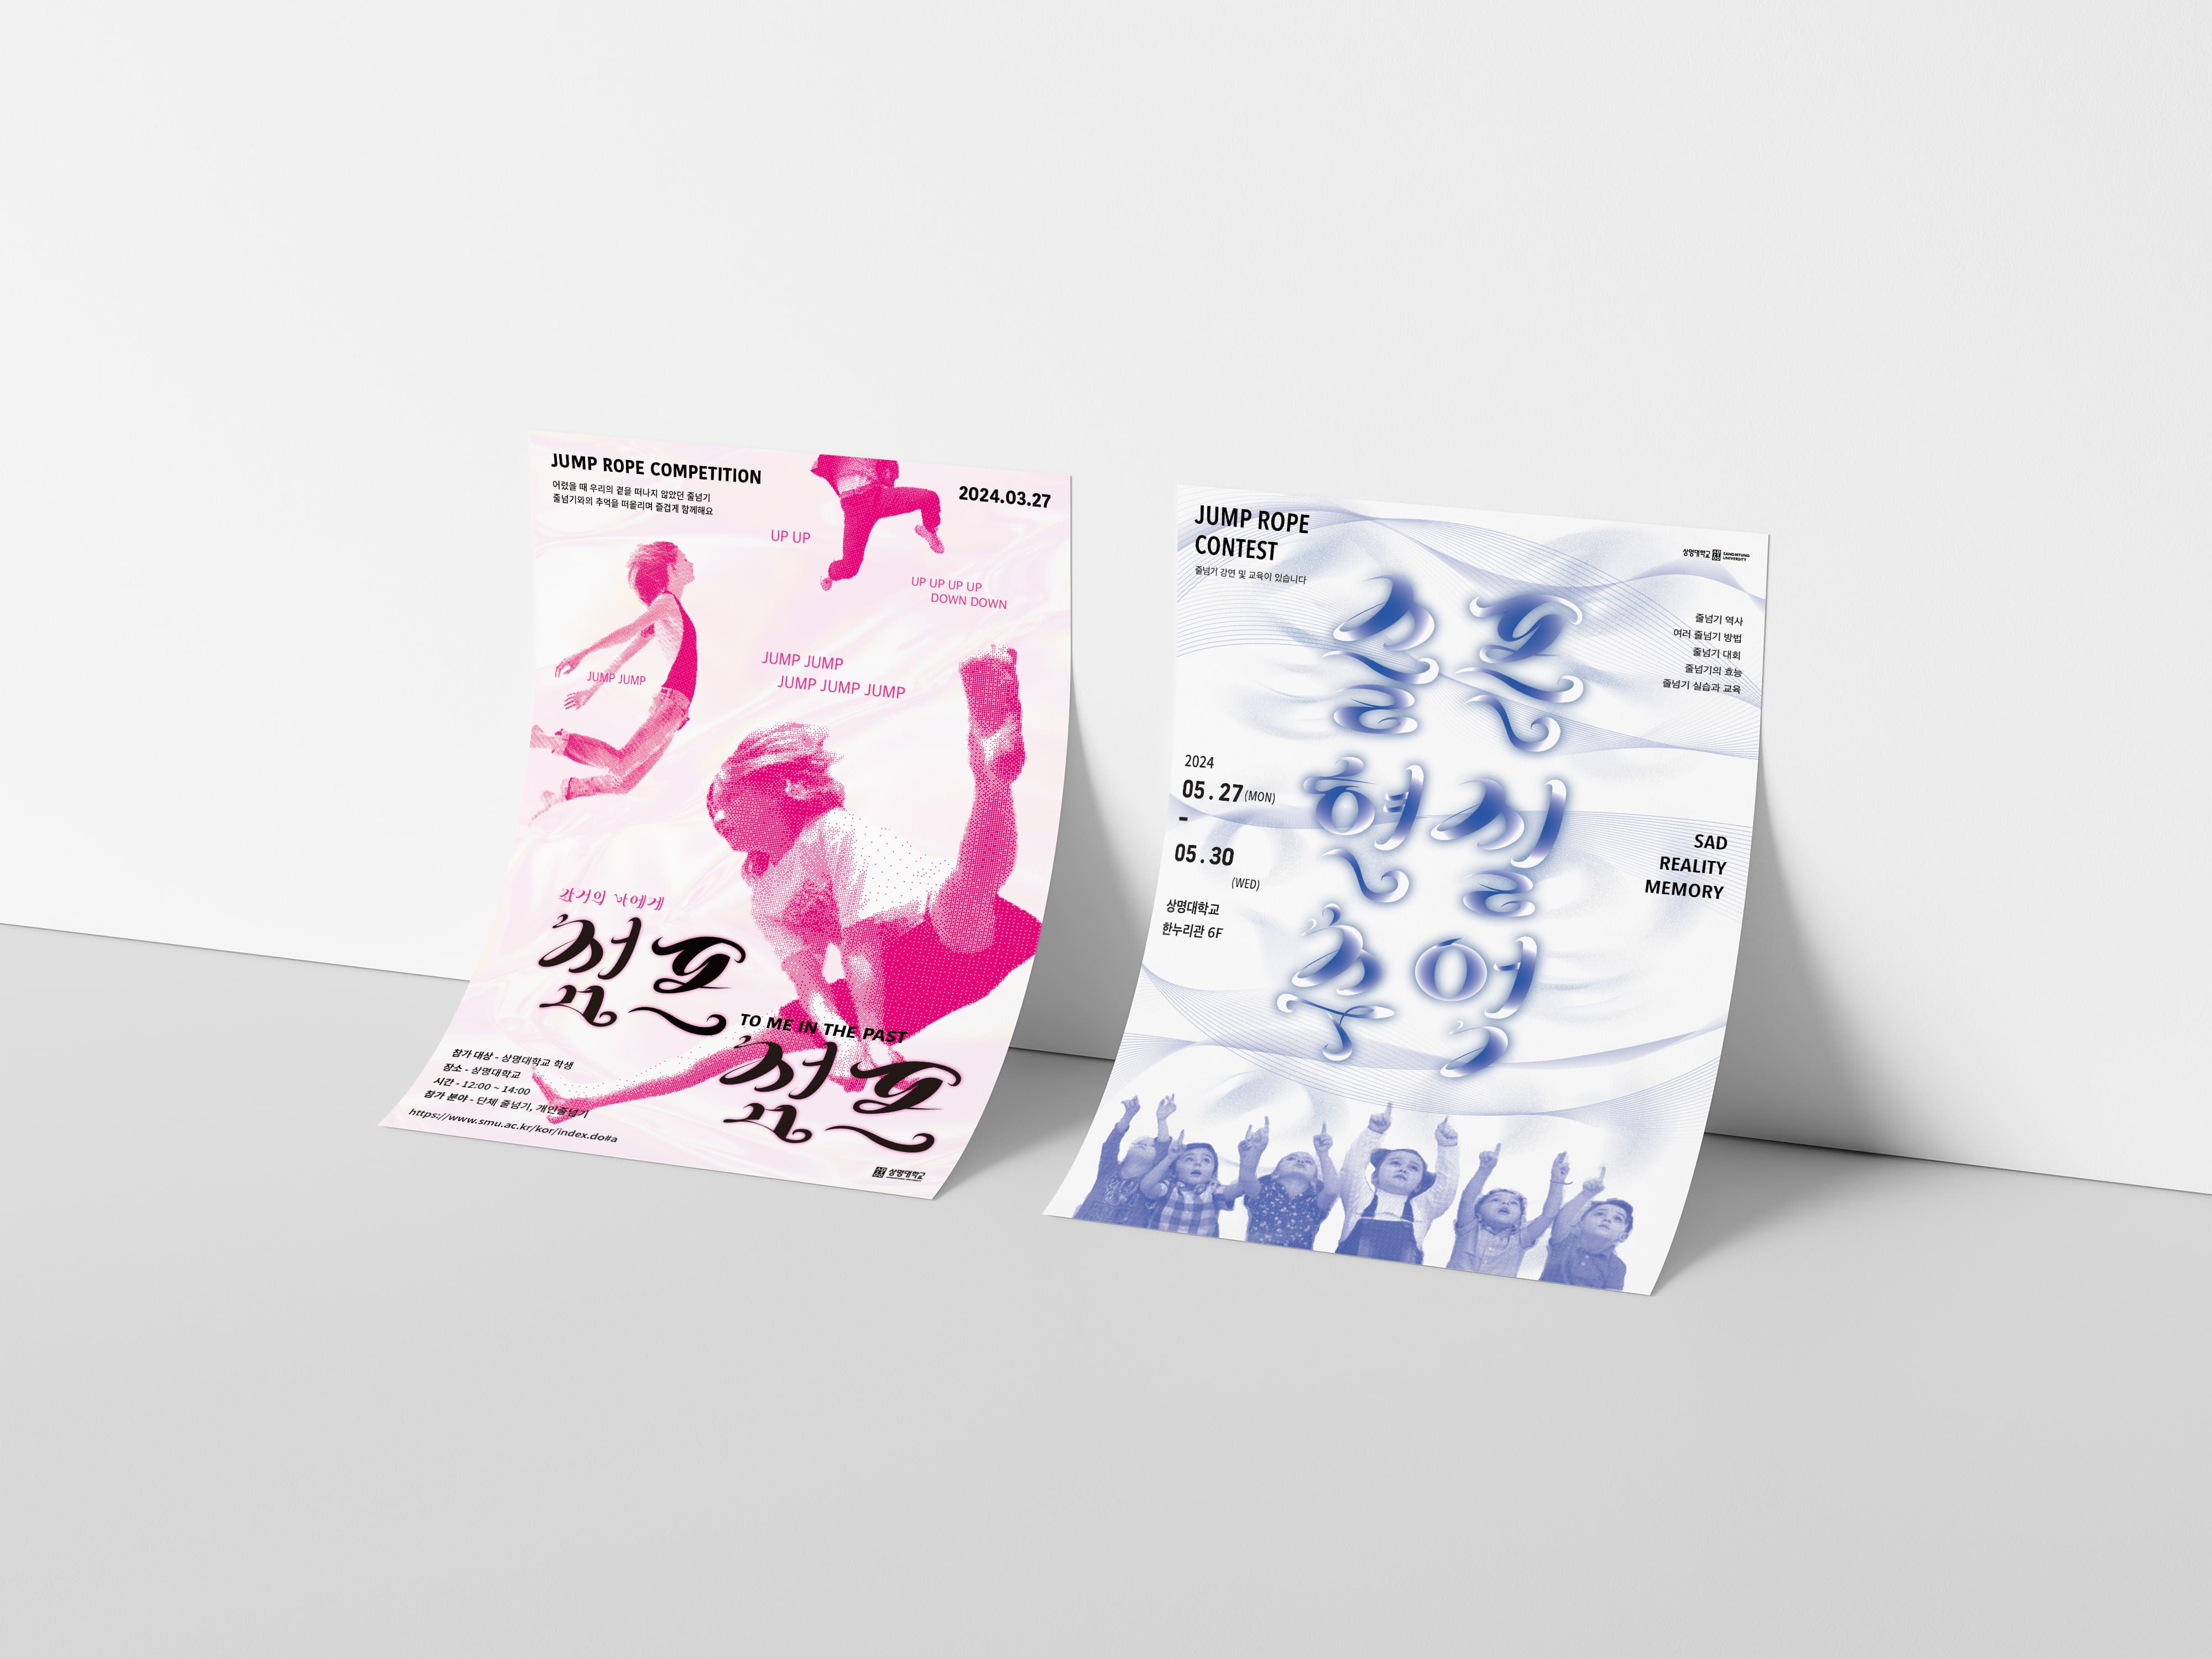 JUMP ROPE COMPETITION
어렸을 때 우리의 곁을 떠나지 않았던 줄넘기
줄넘기와의 추억을 떠올리며 즐겁게 함께해요
2024.03.27
UP UP
UP UP UP UP
DOWN DOWN
JUMP JUMP
JUMP JUMP
JUMP JUMP JUMP
과거의 나에게
점프
TO ME IN THE PAST
점프
참가 대상 - 상명대학교 학생
장소 - 상명대학교
시간 - 12:00 ~ 14:00
참가 분야 - 단체 줄넘기, 개인줄넘기
https://www.smu.ac.kr/kor/index.do#a
상명대학교
JUMP ROPE
CONTEST
줄넘기 강연 및 교육이 있습니다
상명대학교 SANGMYUNG
UNIVERSITY
줄넘기 역사
여러 줄넘기 방법
줄넘기 대회
줄넘기의 효능
줄넘기 실습과 교육
슬픈
현실
추억
2024
05.27(MON)
-
05.30
(WED)
상명대학교
한누리관 6F
SAD
REALITY
MEMORY